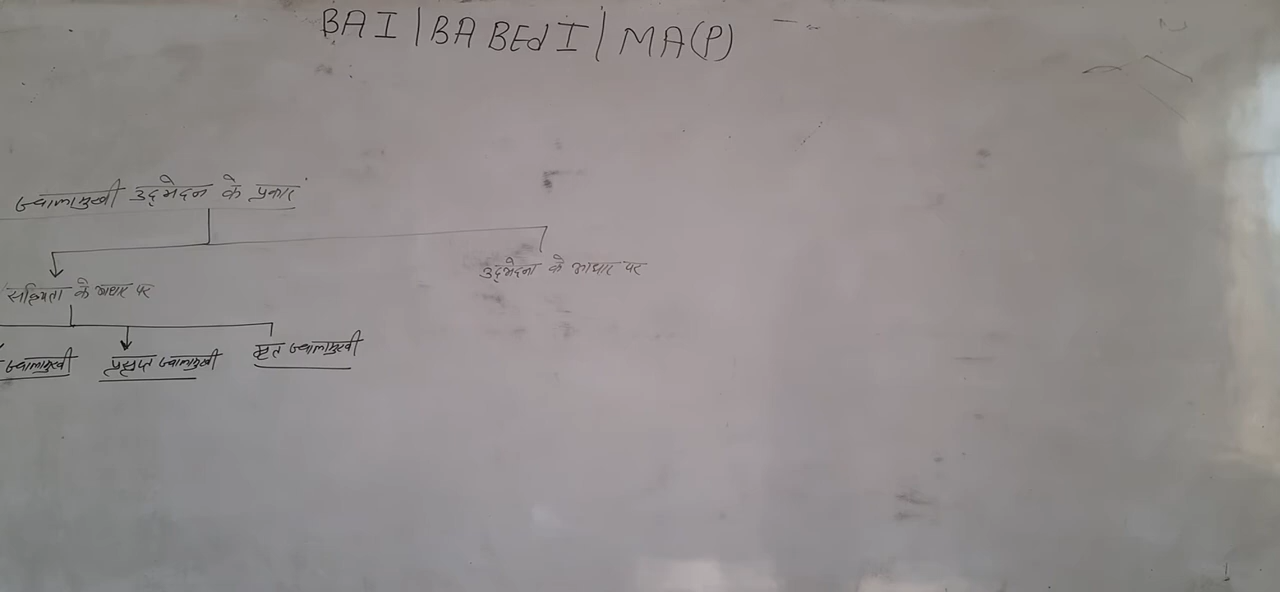 BA I | BA BEd I | MA(P)
ज्वालामुखी उद्भेदन के प्रकार
उद्भेदन के आधार पर
सक्रियता के आधार पर
ज्वालामुखी प्रसुप्त ज्वालामुखी मृत ज्वालामुखी